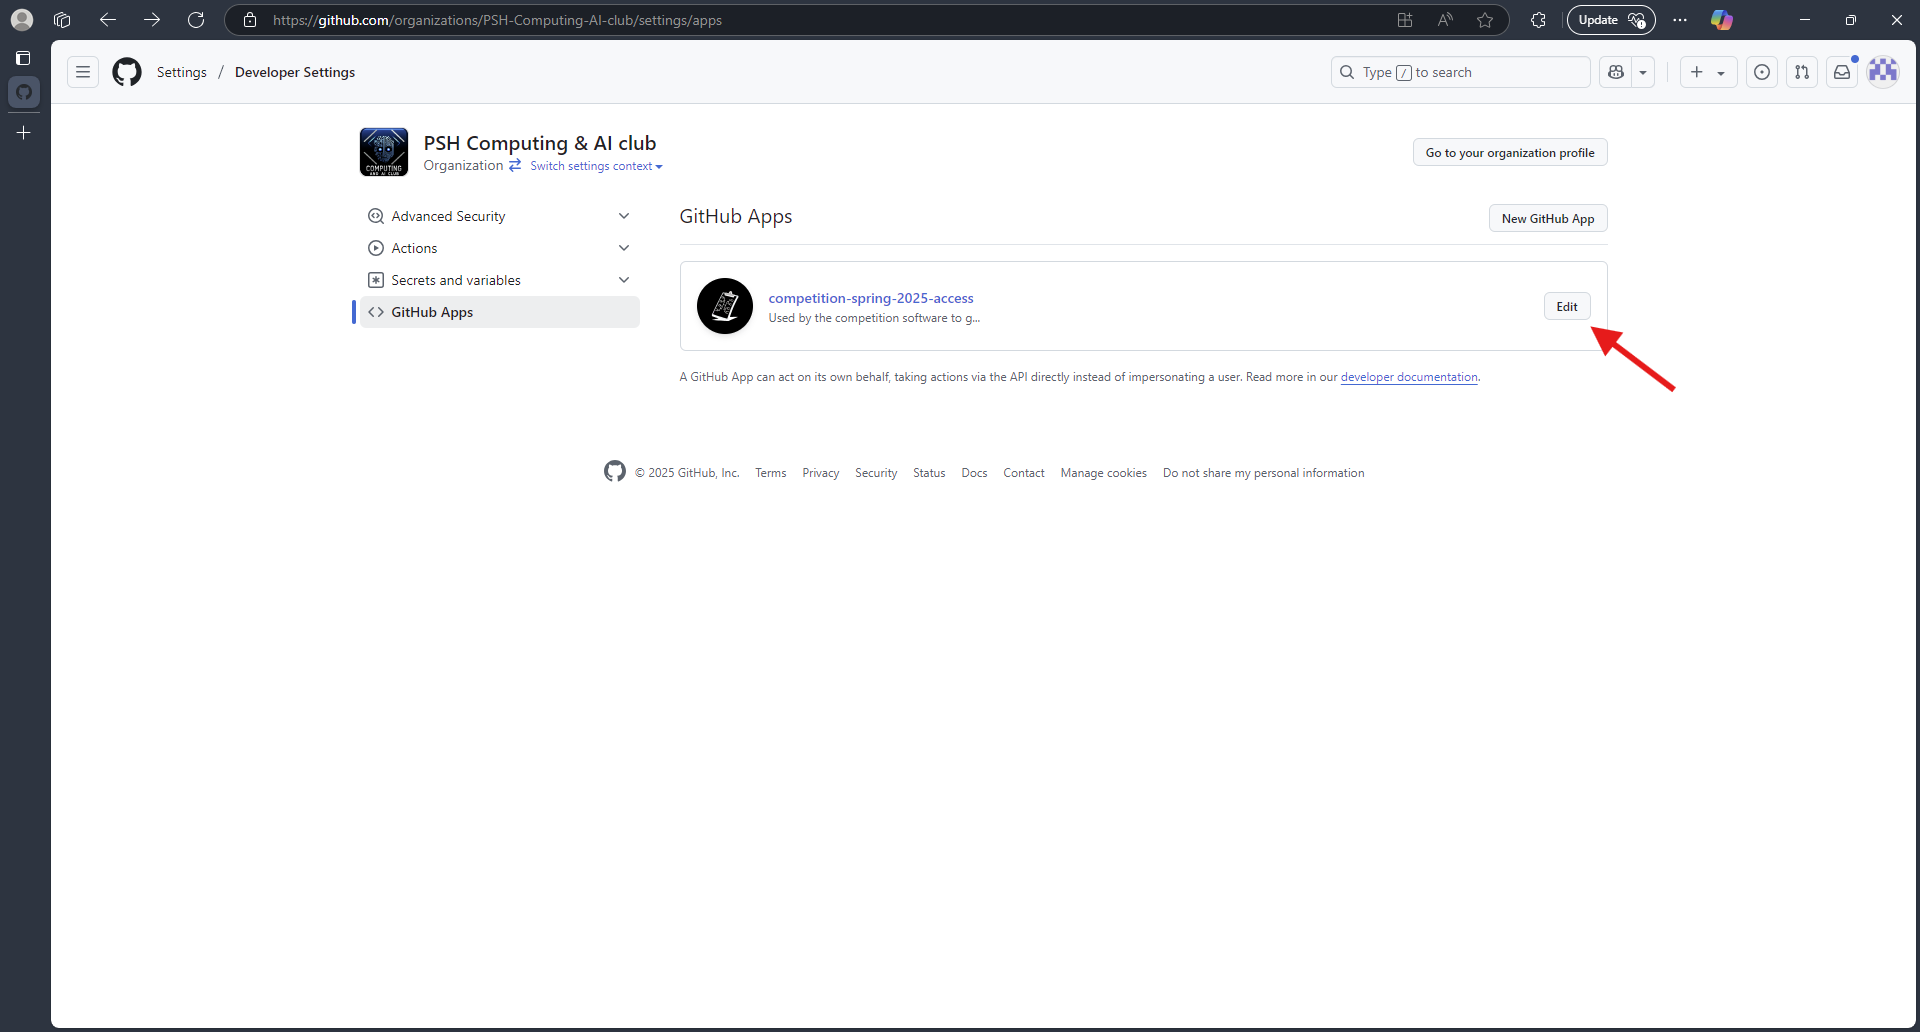 https://github.com/organizations/PSH-Computing-AI-club/settings/apps
Update
Settings / Developer Settings
Type / to search
PSH Computing & AI club
Organization Switch settings context
Go to your organization profile
Advanced Security
Actions
Secrets and variables
GitHub Apps
GitHub Apps
New GitHub App
competition-spring-2025-access
Used by the competition software to g...
Edit
A GitHub App can act on its own behalf, taking actions via the API directly instead of impersonating a user. Read more in our developer documentation.
© 2025 GitHub, Inc. Terms Privacy Security Status Docs Contact Manage cookies Do not share my personal information
COMPUTING
AND AI CLUB